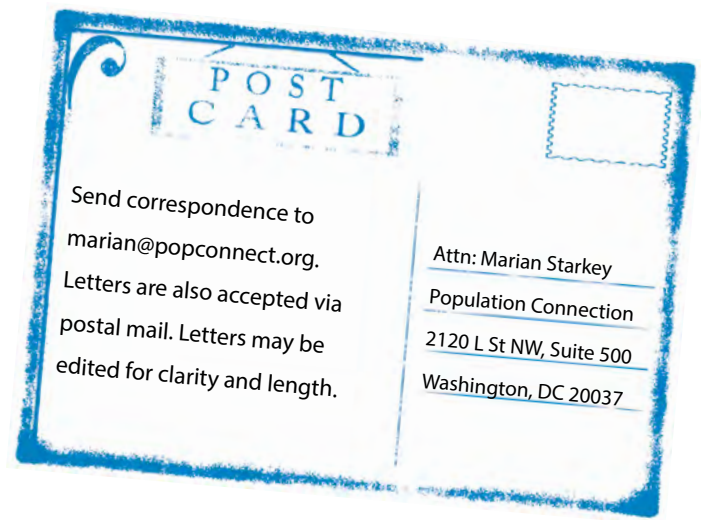 POST
CARD
Send correspondence to
marian@popconnect.org.
Letters are also accepted via
postal mail. Letters may be
edited for clarity and length.
Attn: Marian Starkey
Population Connection
2120 L St NW, Suite 500
Washington, DC 20037